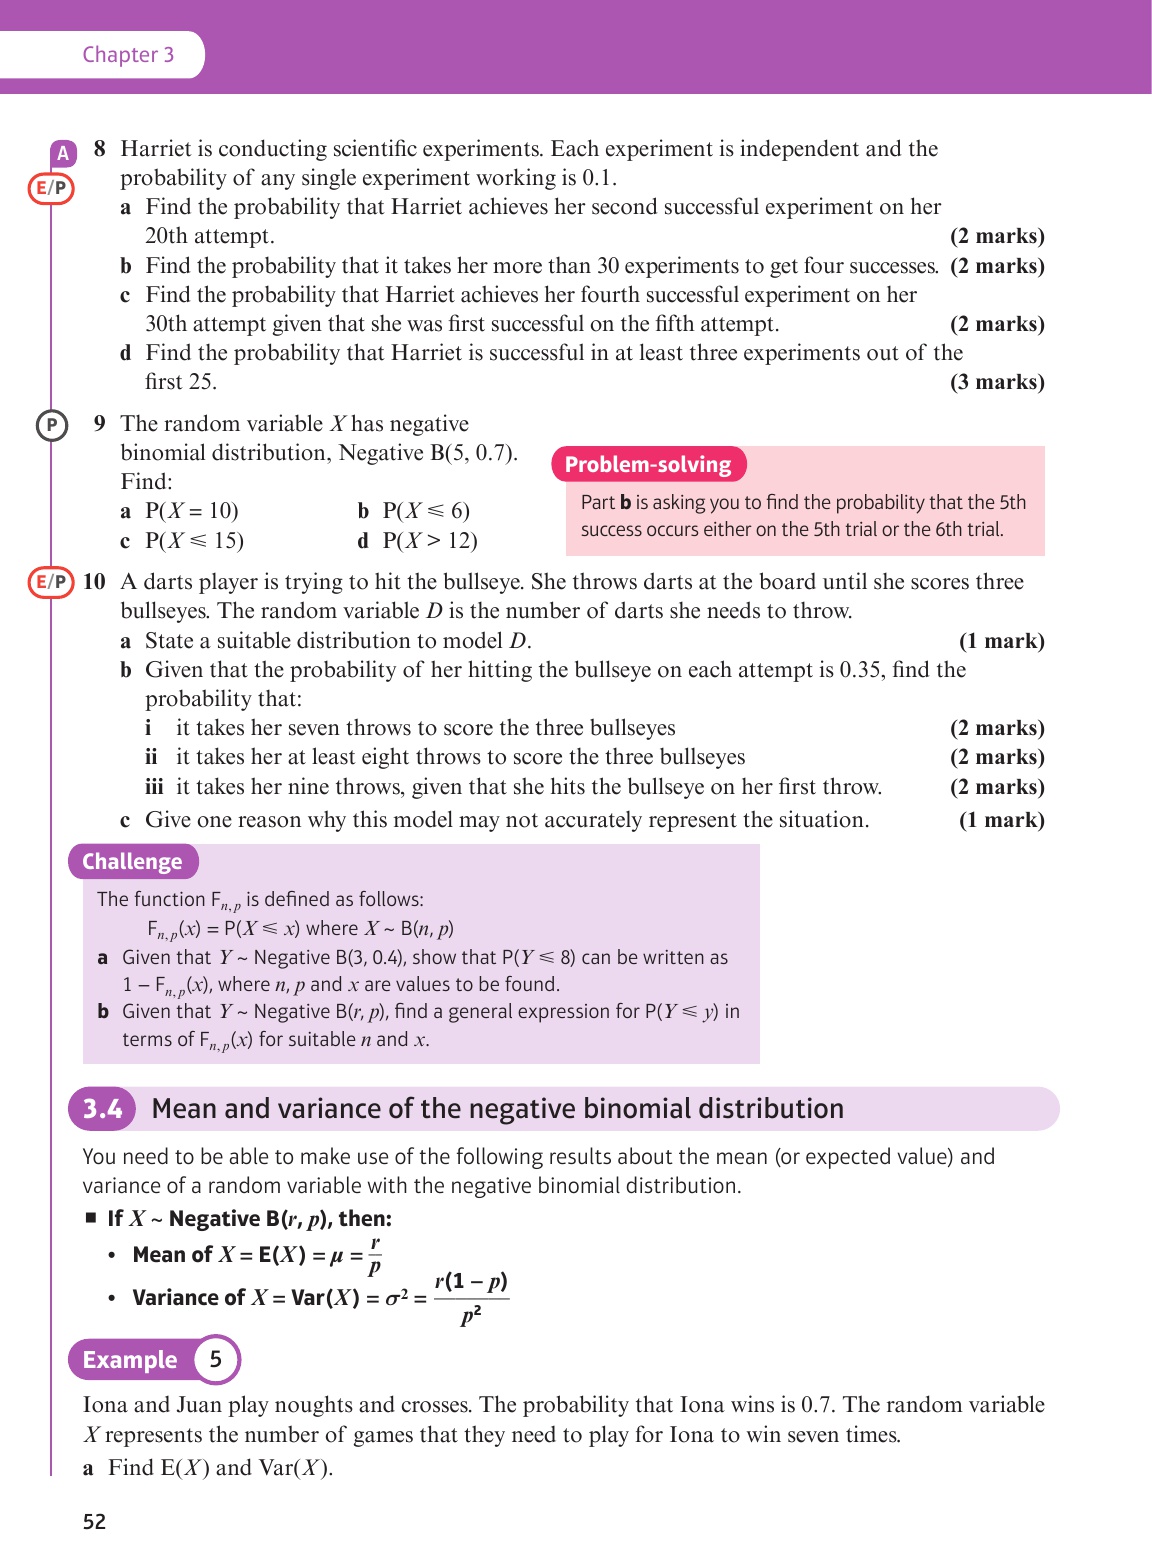 Chapter 3
A
E/P
8 Harriet is conducting scientific experiments. Each experiment is independent and the
probability of any single experiment working is 0.1.
a Find the probability that Harriet achieves her second successful experiment on her
20th attempt. (2 marks)
b Find the probability that it takes her more than 30 experiments to get four successes. (2 marks)
c Find the probability that Harriet achieves her fourth successful experiment on her
30th attempt given that she was first successful on the fifth attempt. (2 marks)
d Find the probability that Harriet is successful in at least three experiments out of the
first 25. (3 marks)
P
9 The random variable X has negative
binomial distribution, Negative B(5, 0.7).
Find:
a P(X = 10) b P(X ⩽ 6)
c P(X ⩽ 15) d P(X > 12)
Problem-solving
Part b is asking you to find the probability that the 5th
success occurs either on the 5th trial or the 6th trial.
E/P
10 A darts player is trying to hit the bullseye. She throws darts at the board until she scores three
bullseyes. The random variable D is the number of darts she needs to throw.
a State a suitable distribution to model D. (1 mark)
b Given that the probability of her hitting the bullseye on each attempt is 0.35, find the
probability that:
i it takes her seven throws to score the three bullseyes (2 marks)
ii it takes her at least eight throws to score the three bullseyes (2 marks)
iii it takes her nine throws, given that she hits the bullseye on her first throw. (2 marks)
c Give one reason why this model may not accurately represent the situation. (1 mark)
Challenge
The function Fₙ,ₚ is defined as follows:
Fₙ,ₚ(x) = P(X ⩽ x) where X ~ B(n, p)
a Given that Y ~ Negative B(3, 0.4), show that P(Y ⩽ 8) can be written as
1 – Fₙ,ₚ(x), where n, p and x are values to be found.
b Given that Y ~ Negative B(r, p), find a general expression for P(Y ⩽ y) in
terms of Fₙ,ₚ(x) for suitable n and x.
3.4 Mean and variance of the negative binomial distribution
You need to be able to make use of the following results about the mean (or expected value) and
variance of a random variable with the negative binomial distribution.
■ If X ~ Negative B(r, p), then:
• Mean of X = E(X) = μ = r/p
• Variance of X = Var(X) = σ² = r(1 – p)/p²
Example 5
Iona and Juan play noughts and crosses. The probability that Iona wins is 0.7. The random variable
X represents the number of games that they need to play for Iona to win seven times.
a Find E(X) and Var(X).
52